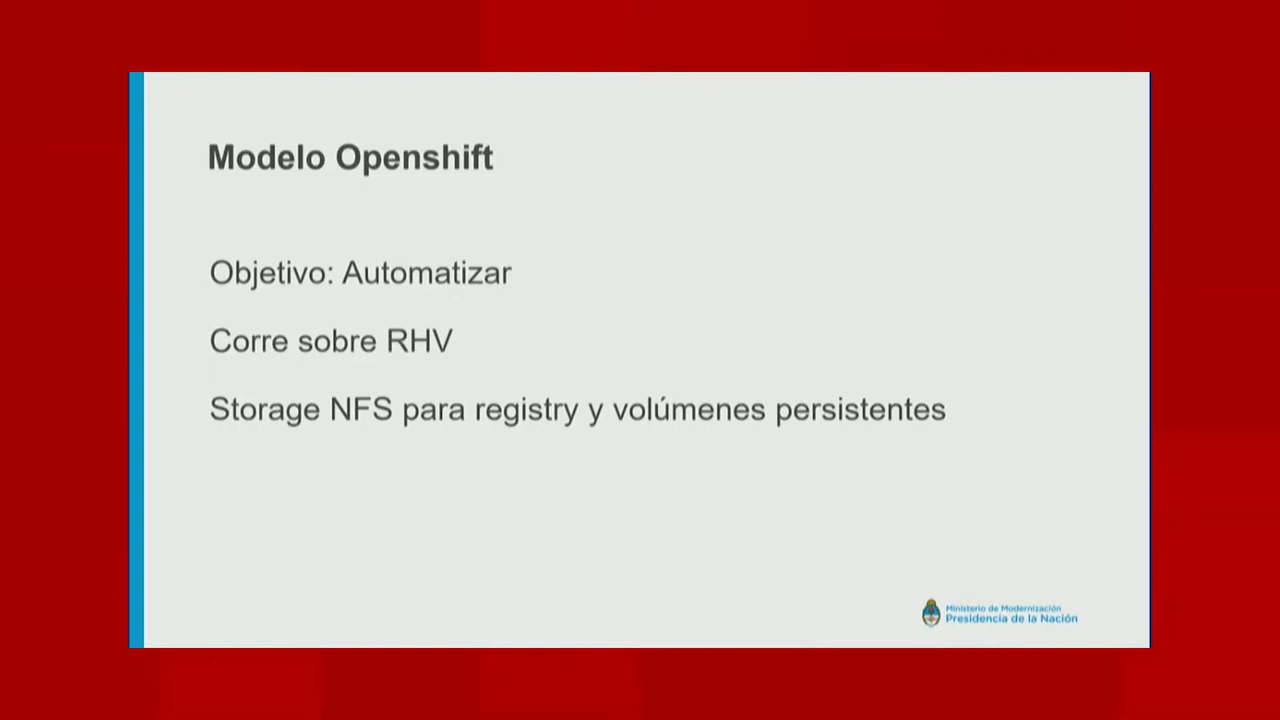 Modelo Openshift
Objetivo: Automatizar
Corre sobre RHV
Storage NFS para registry y volúmenes persistentes
Ministerio de Modernización
Presidencia de la Nación